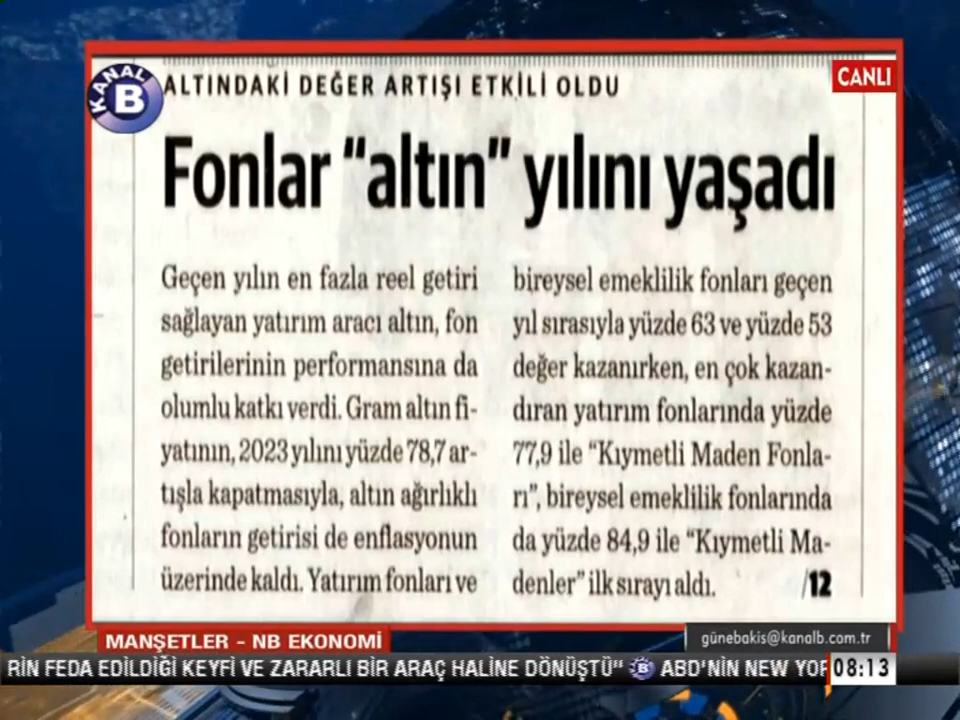 KANAL B
ALTINDAKİ DEĞER ARTIŞI ETKİLİ OLDU
CANLI
Fonlar “altın” yılını yaşadı
Geçen yılın en fazla reel getiri
sağlayan yatırım aracı altın, fon
getirilerinin performansına da
olumlu katkı verdi. Gram altın fi-
yatının, 2023 yılını yüzde 78,7 ar-
tışla kapatmasıyla, altın ağırlıklı
fonların getirisi de enflasyonun
üzerinde kaldı. Yatırım fonları ve
bireysel emeklilik fonları geçen
yıl sırasıyla yüzde 63 ve yüzde 53
değer kazanırken, en çok kazan-
dıran yatırım fonlarında yüzde
77,9 ile “Kıymetli Maden Fonla-
rı”, bireysel emeklilik fonlarında
da yüzde 84,9 ile “Kıymetli Ma-
denler” ilk sırayı aldı. /12
MANŞETLER - NB EKONOMİ
günebakis@kanalb.com.tr
RİN FEDA EDİLDİĞİ KEYFİ VE ZARARLI BİR ARAÇ HALİNE DÖNÜŞTÜ" B ABD'NİN NEW YOR
08:13